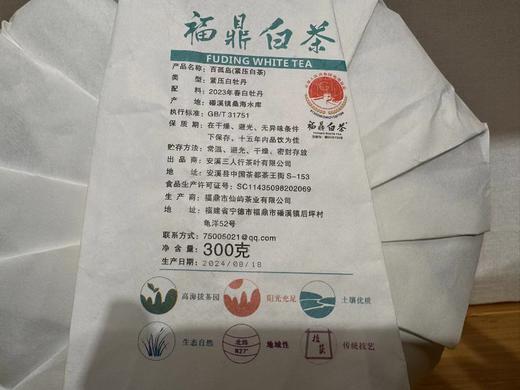 福鼎白茶
FUDING WHITE TEA
产品名称：百孤岛(紧压白茶)
类 型：紧压白牡丹
配 料：2023年春白牡丹
产 地：磻溪镇桑海水库
执行标准：GB/T 31751
保 质 期：在干燥、避光、无异味条件
下保存，十五年内品饮为佳
贮存方法：常温、避光、干燥、密封存放
出 品 商：安溪三人行茶叶有限公司
地 址：安溪县中国茶都茶王街S-153
食品生产许可证号：SC11435098202069
生 产 商：福鼎市仙屿茶业有限公司
地 址：福建省宁德市福鼎市磻溪镇后坪村
龟洋52号
联系方式：75005021@qq.com
净 含 量：300克
生产日期：2024/08/18
福鼎白茶
高海拔茶园
阳光充足
土壤优质
生态自然
北纬
N27°
地域性
传统技艺